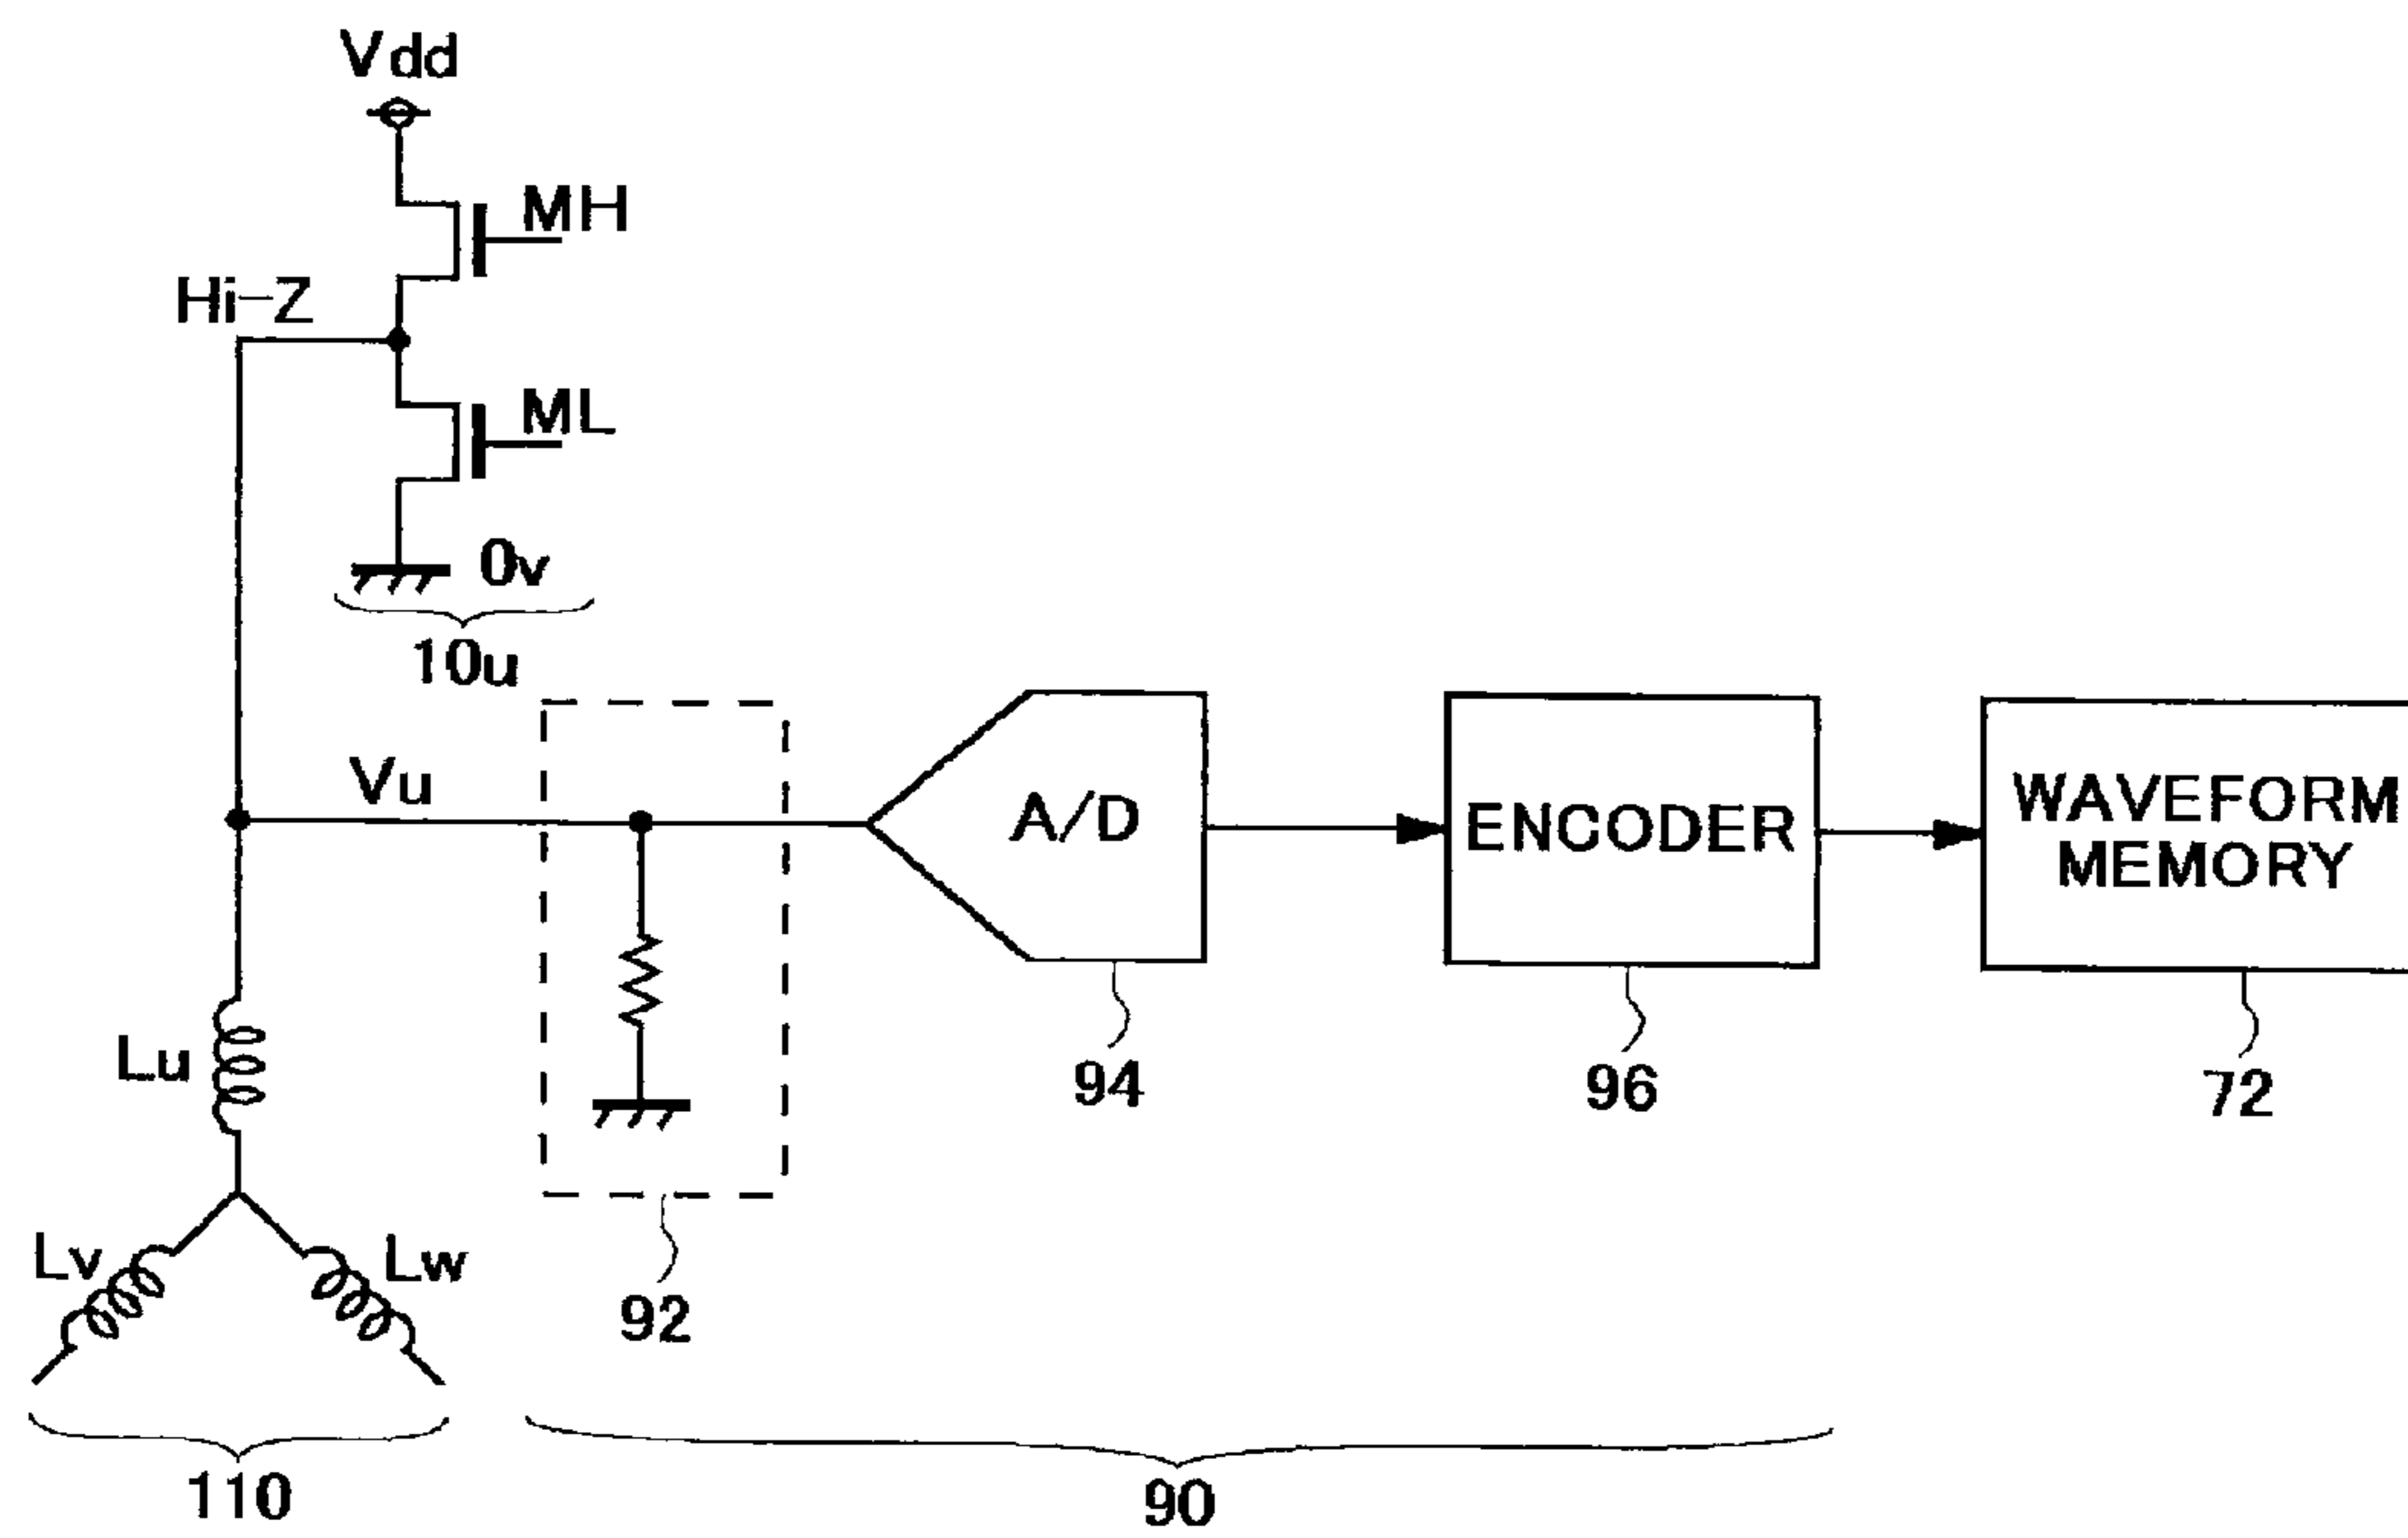 Vdd
MH
Hi-Z
ML
0v
10u
Vu
A/D
ENCODER
WAVEFORM
MEMORY
Lu
94
96
72
Lv
Lw
92
110
90